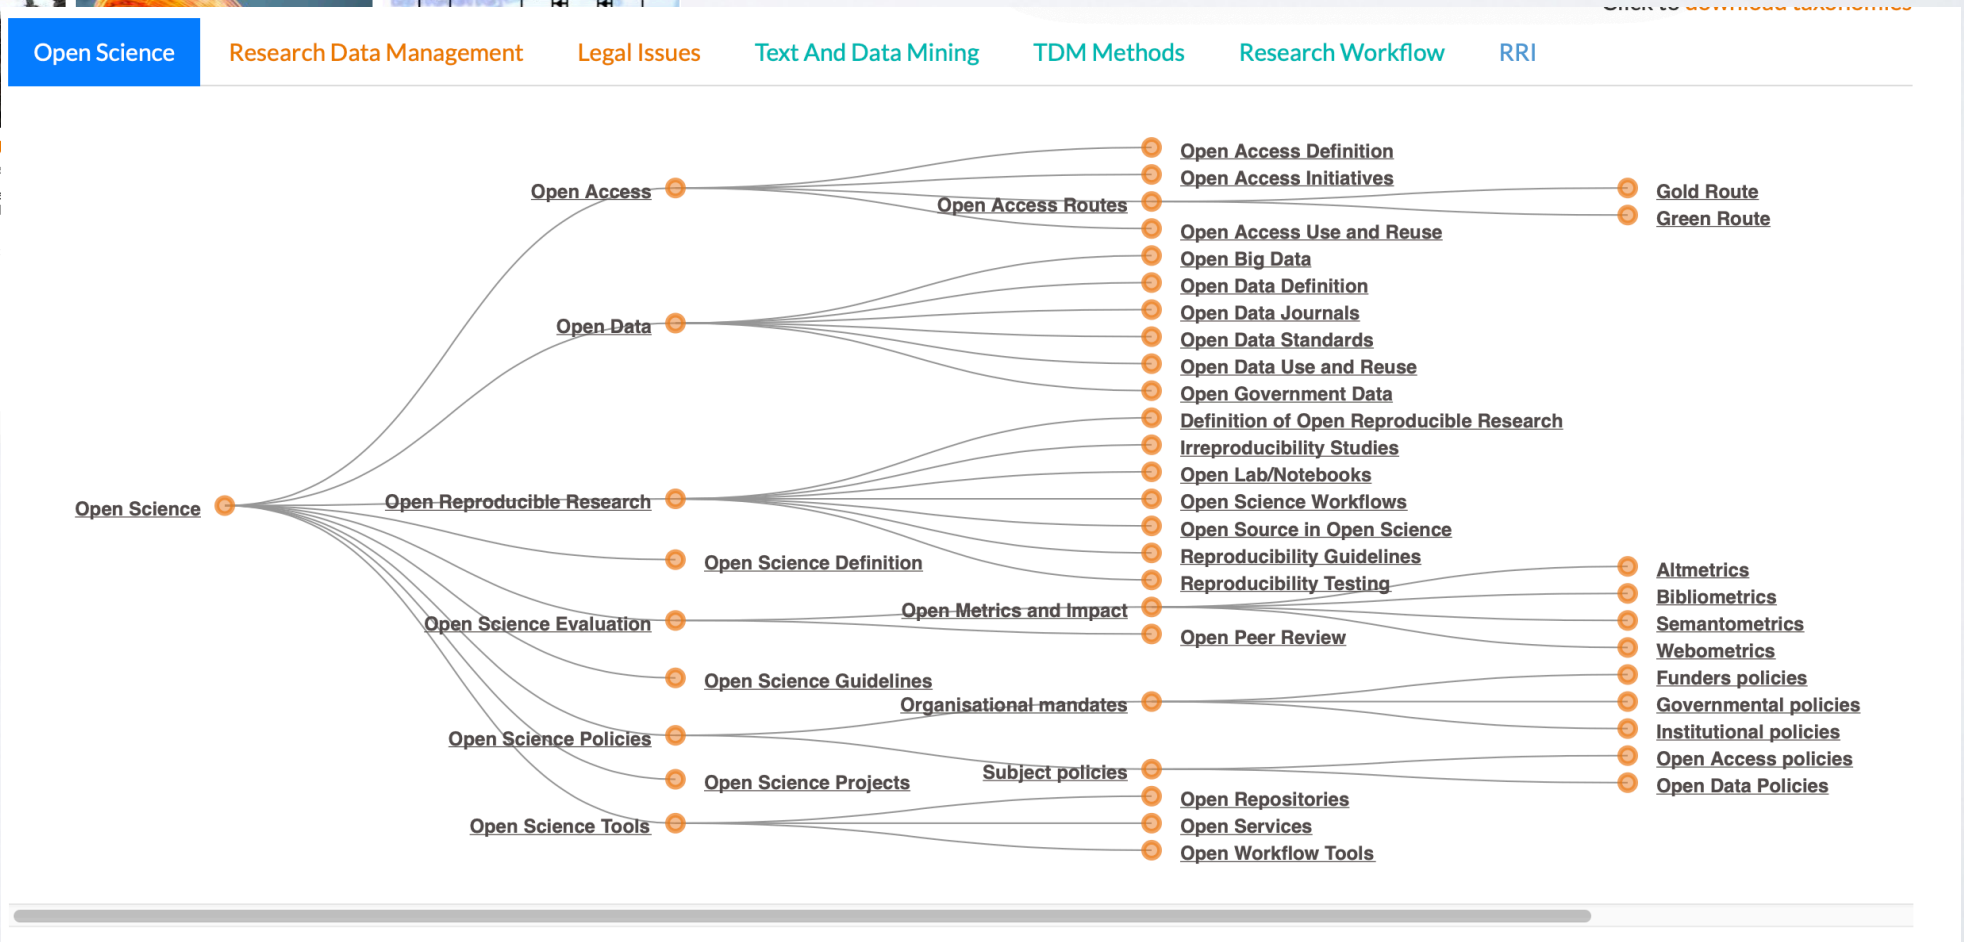 Click to download taxonomies
Open Science
Research Data Management
Legal Issues
Text And Data Mining
TDM Methods
Research Workflow
RRI
Open Science
Open Access
Open Access Definition
Open Access Initiatives
Open Access Routes
Gold Route
Green Route
Open Access Use and Reuse
Open Data
Open Big Data
Open Data Definition
Open Data Journals
Open Data Standards
Open Data Use and Reuse
Open Government Data
Open Reproducible Research
Definition of Open Reproducible Research
Irreproducibility Studies
Open Lab/Notebooks
Open Science Workflows
Open Source in Open Science
Reproducibility Guidelines
Reproducibility Testing
Open Science Definition
Open Science Evaluation
Open Metrics and Impact
Altmetrics
Bibliometrics
Semantometrics
Webometrics
Open Peer Review
Open Science Guidelines
Open Science Policies
Organisational mandates
Funders policies
Governmental policies
Institutional policies
Subject policies
Open Access policies
Open Data Policies
Open Science Projects
Open Science Tools
Open Repositories
Open Services
Open Workflow Tools